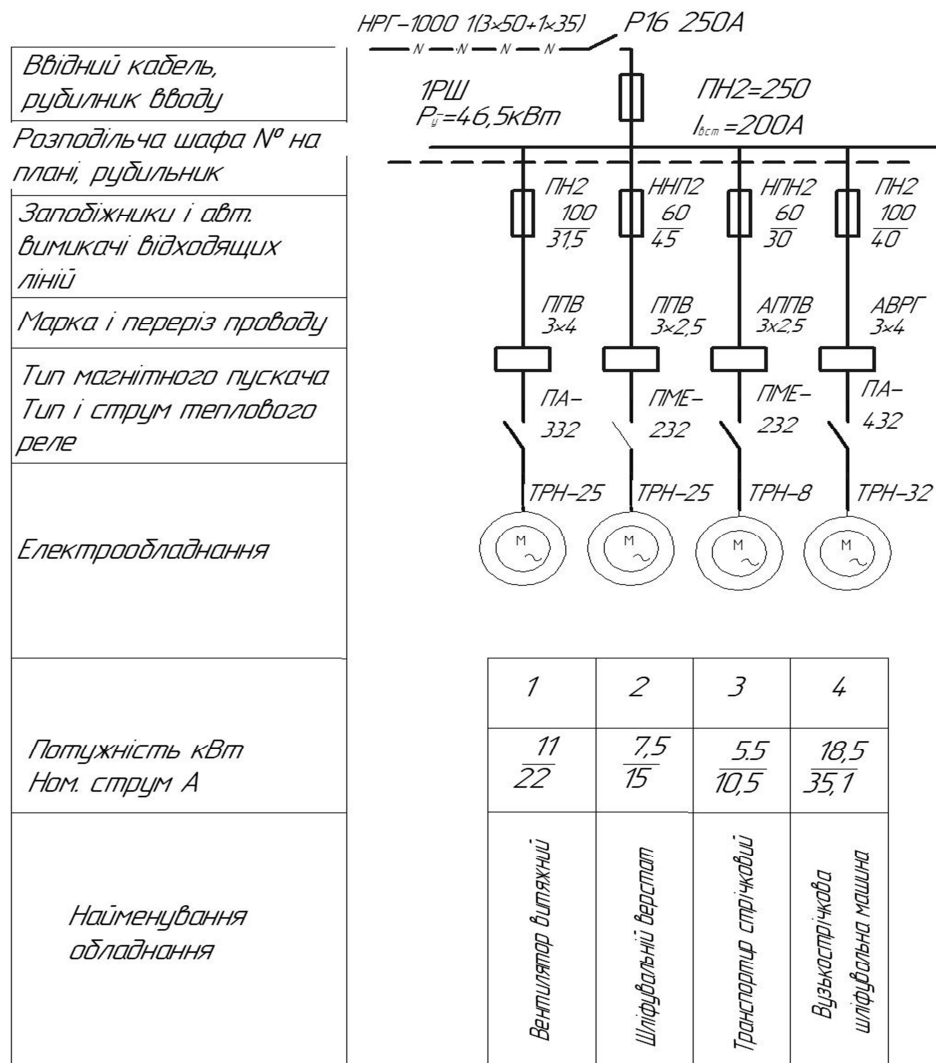 НРГ-1000 1(3×50+1×35)
Р16 250А
N N N N
Ввідний кабель,
рубилник вводу
1РШ
Pу=46,5кВт
ПН2=250
Iвст=200А
Розподільча шафа № на
плані, рубильник
Запобіжники і авт.
вимикачі відходящих
ліній
ПН2
100
31,5
ННП2
60
45
НПН2
60
30
ПН2
100
40
Марка і переріз проводу
ППВ
3×4
ППВ
3×2,5
АППВ
3х2,5
АВРГ
3×4
Тип магнітного пускача
Тип і струм теплового
реле
ПА-
332
ПМЕ-
232
ПМЕ-
232
ПА-
432
ТРН-25
ТРН-25
ТРН-8
ТРН-32
Електрообладнання
М
М
М
М
1
2
3
4
Потужність кВт
Ном. струм А
11
22
7,5
15
5.5
10,5
18,5
35,1
Найменування
обладнання
Вентилятор витяжний
Шліфувальній верстат
Транспортир стрічковий
Вузькострічкова
шліфувальна машина